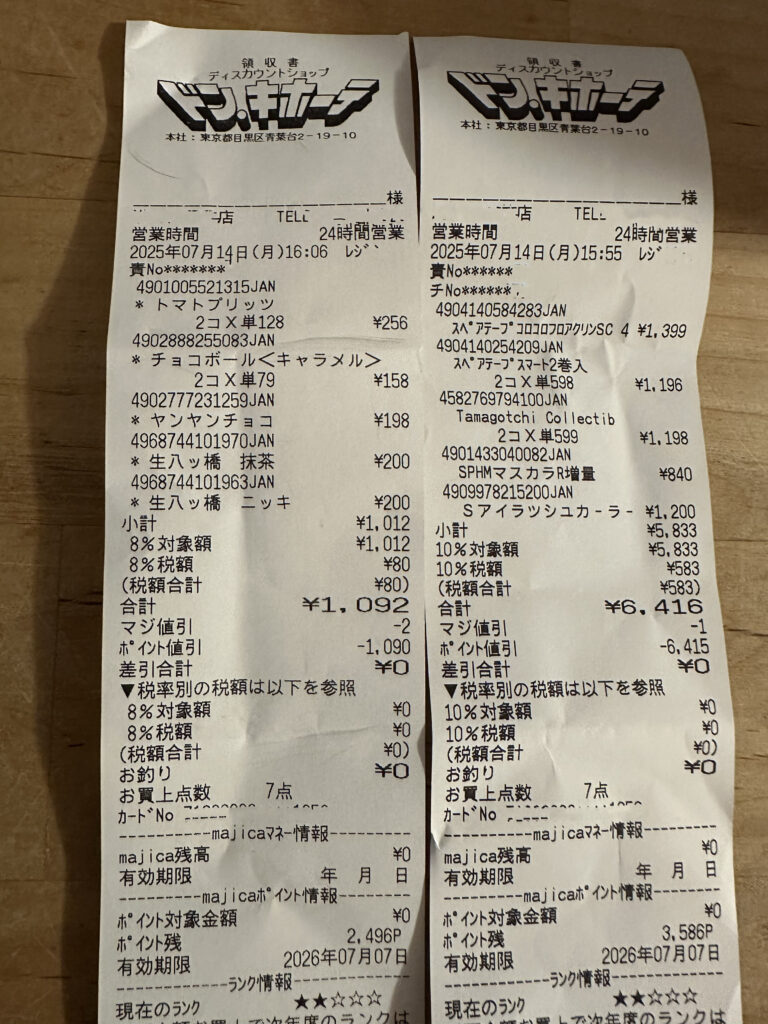 領収書
ディスカウントショップ
ドン.キホーテ
本社：東京都目黒区青葉台2-19-10
様
店 TEL
営業時間 24時間営業
2025年07月14日(月)16:06 ﾚｼﾞ
責No*******
4901005521315JAN
* トマトプリッツ
2コX単128 ¥256
4902888255083JAN
* チョコボール<キャラメル>
2コX単79 ¥158
4902777231259JAN
* ヤンヤンチョコ ¥198
4968744101970JAN
* 生八ッ橋 抹茶 ¥200
4968744101963JAN
* 生八ッ橋 ニッキ ¥200
小計 ¥1,012
8%対象額 ¥1,012
8%税額 ¥80
(税額合計 ¥80)
合計 ¥1,092
マジ値引 -2
ﾎﾟｲﾝﾄ値引 -1,090
差引合計 ¥0
▼税率別の税額は以下を参照
8%対象額 ¥0
8%税額 ¥0
(税額合計 ¥0)
お釣り ¥0
お買上点数 7点
ｶｰﾄﾞNo
----------majicaﾏﾈｰ情報----------
majica残高 ¥0
有効期限 年 月 日
---------majicaﾎﾟｲﾝﾄ情報---------
ﾎﾟｲﾝﾄ対象金額 ¥0
ﾎﾟｲﾝﾄ残 2,496P
有効期限 2026年07月07日
------------ﾗﾝｸ情報------------
現在のﾗﾝｸ ★★☆☆☆
領収書
ディスカウントショップ
ドン.キホーテ
本社：東京都目黒区青葉台2-19-10
様
店 TEL
営業時間 24時間営業
2025年07月14日(月)15:55 ﾚｼﾞ
責No******
チNo******
4904140584283JAN
ｽﾍﾟｱﾃｰﾌﾟｺﾛｺﾛﾌﾛｱｸﾘﾝSC 4 ¥1,399
4904140254209JAN
ｽﾍﾟｱﾃｰﾌﾟｽﾏｰﾄ2巻入
2コX単598 ¥1,196
4582769794100JAN
Tamagotchi Collectib
2コX単599 ¥1,198
4901433040082JAN
SPHMマスカラR増量 ¥840
4909978215200JAN
Sアイラッシュカ-ラ- ¥1,200
小計 ¥5,833
10%対象額 ¥5,833
10%税額 ¥583
(税額合計 ¥583)
合計 ¥6,416
マジ値引 -1
ﾎﾟｲﾝﾄ値引 -6,415
差引合計 ¥0
▼税率別の税額は以下を参照
10%対象額 ¥0
10%税額 ¥0
(税額合計 ¥0)
お釣り ¥0
お買上点数 7点
ｶｰﾄﾞNo
----------majicaﾏﾈｰ情報----------
majica残高 ¥0
有効期限 年 月 日
---------majicaﾎﾟｲﾝﾄ情報---------
ﾎﾟｲﾝﾄ対象金額 ¥0
ﾎﾟｲﾝﾄ残 3,586P
有効期限 2026年07月07日
------------ﾗﾝｸ情報------------
現在のﾗﾝｸ ★★☆☆☆